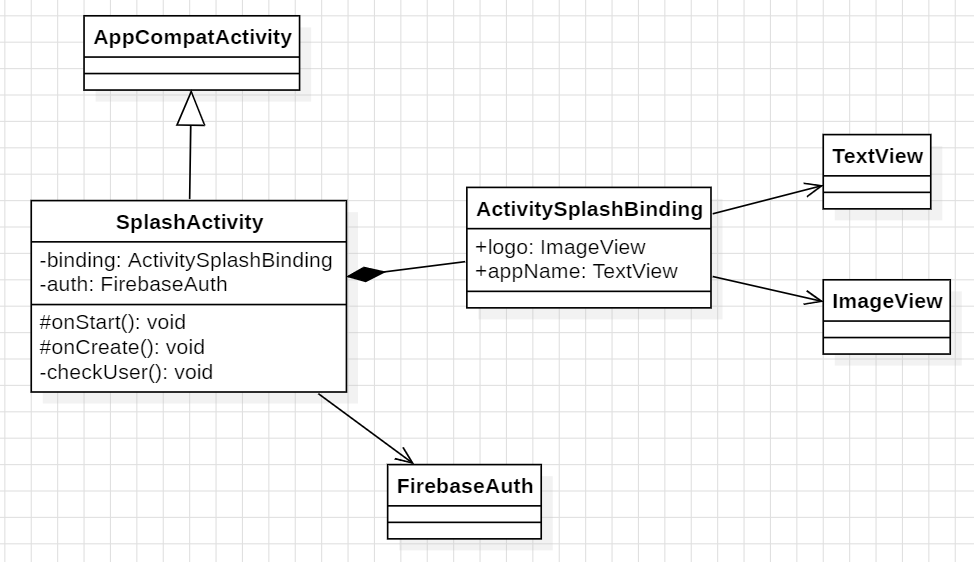 AppCompatActivity
SplashActivity
-binding: ActivitySplashBinding
-auth: FirebaseAuth
#onStart(): void
#onCreate(): void
-checkUser(): void
ActivitySplashBinding
+logo: ImageView
+appName: TextView
TextView
ImageView
FirebaseAuth